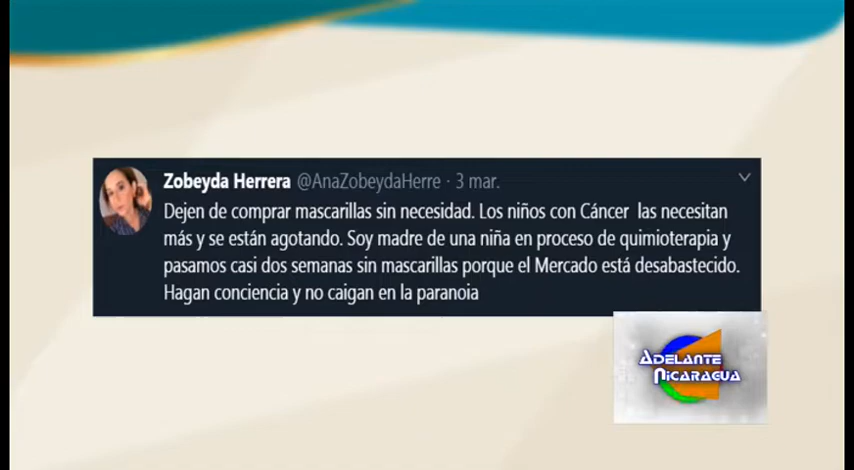 Zobeyda Herrera @AnaZobeydaHerre · 3 mar.
Dejen de comprar mascarillas sin necesidad. Los niños con Cáncer las necesitan
más y se están agotando. Soy madre de una niña en proceso de quimioterapia y
pasamos casi dos semanas sin mascarillas porque el Mercado está desabastecido.
Hagan conciencia y no caigan en la paranoia
ADELANTE
NICARAGUA